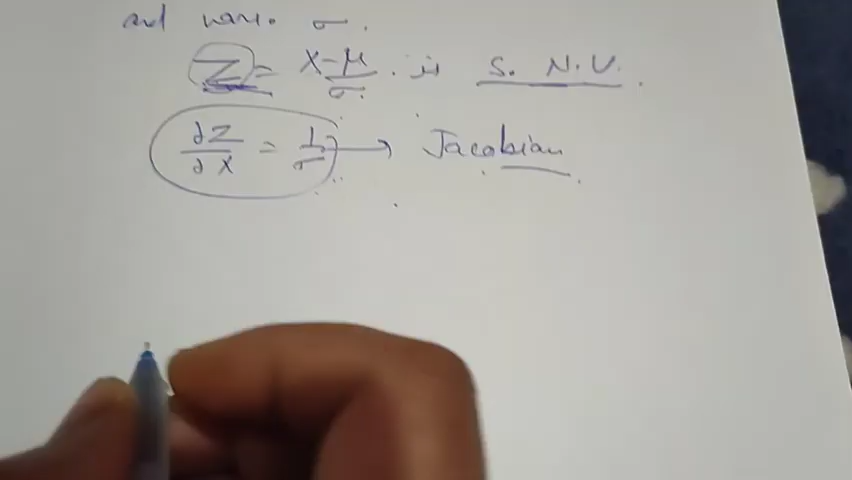 and vari. σ.
Z = X-μ/σ. is S. N. V.
∂Z/∂X = 1/σ → Jacobian